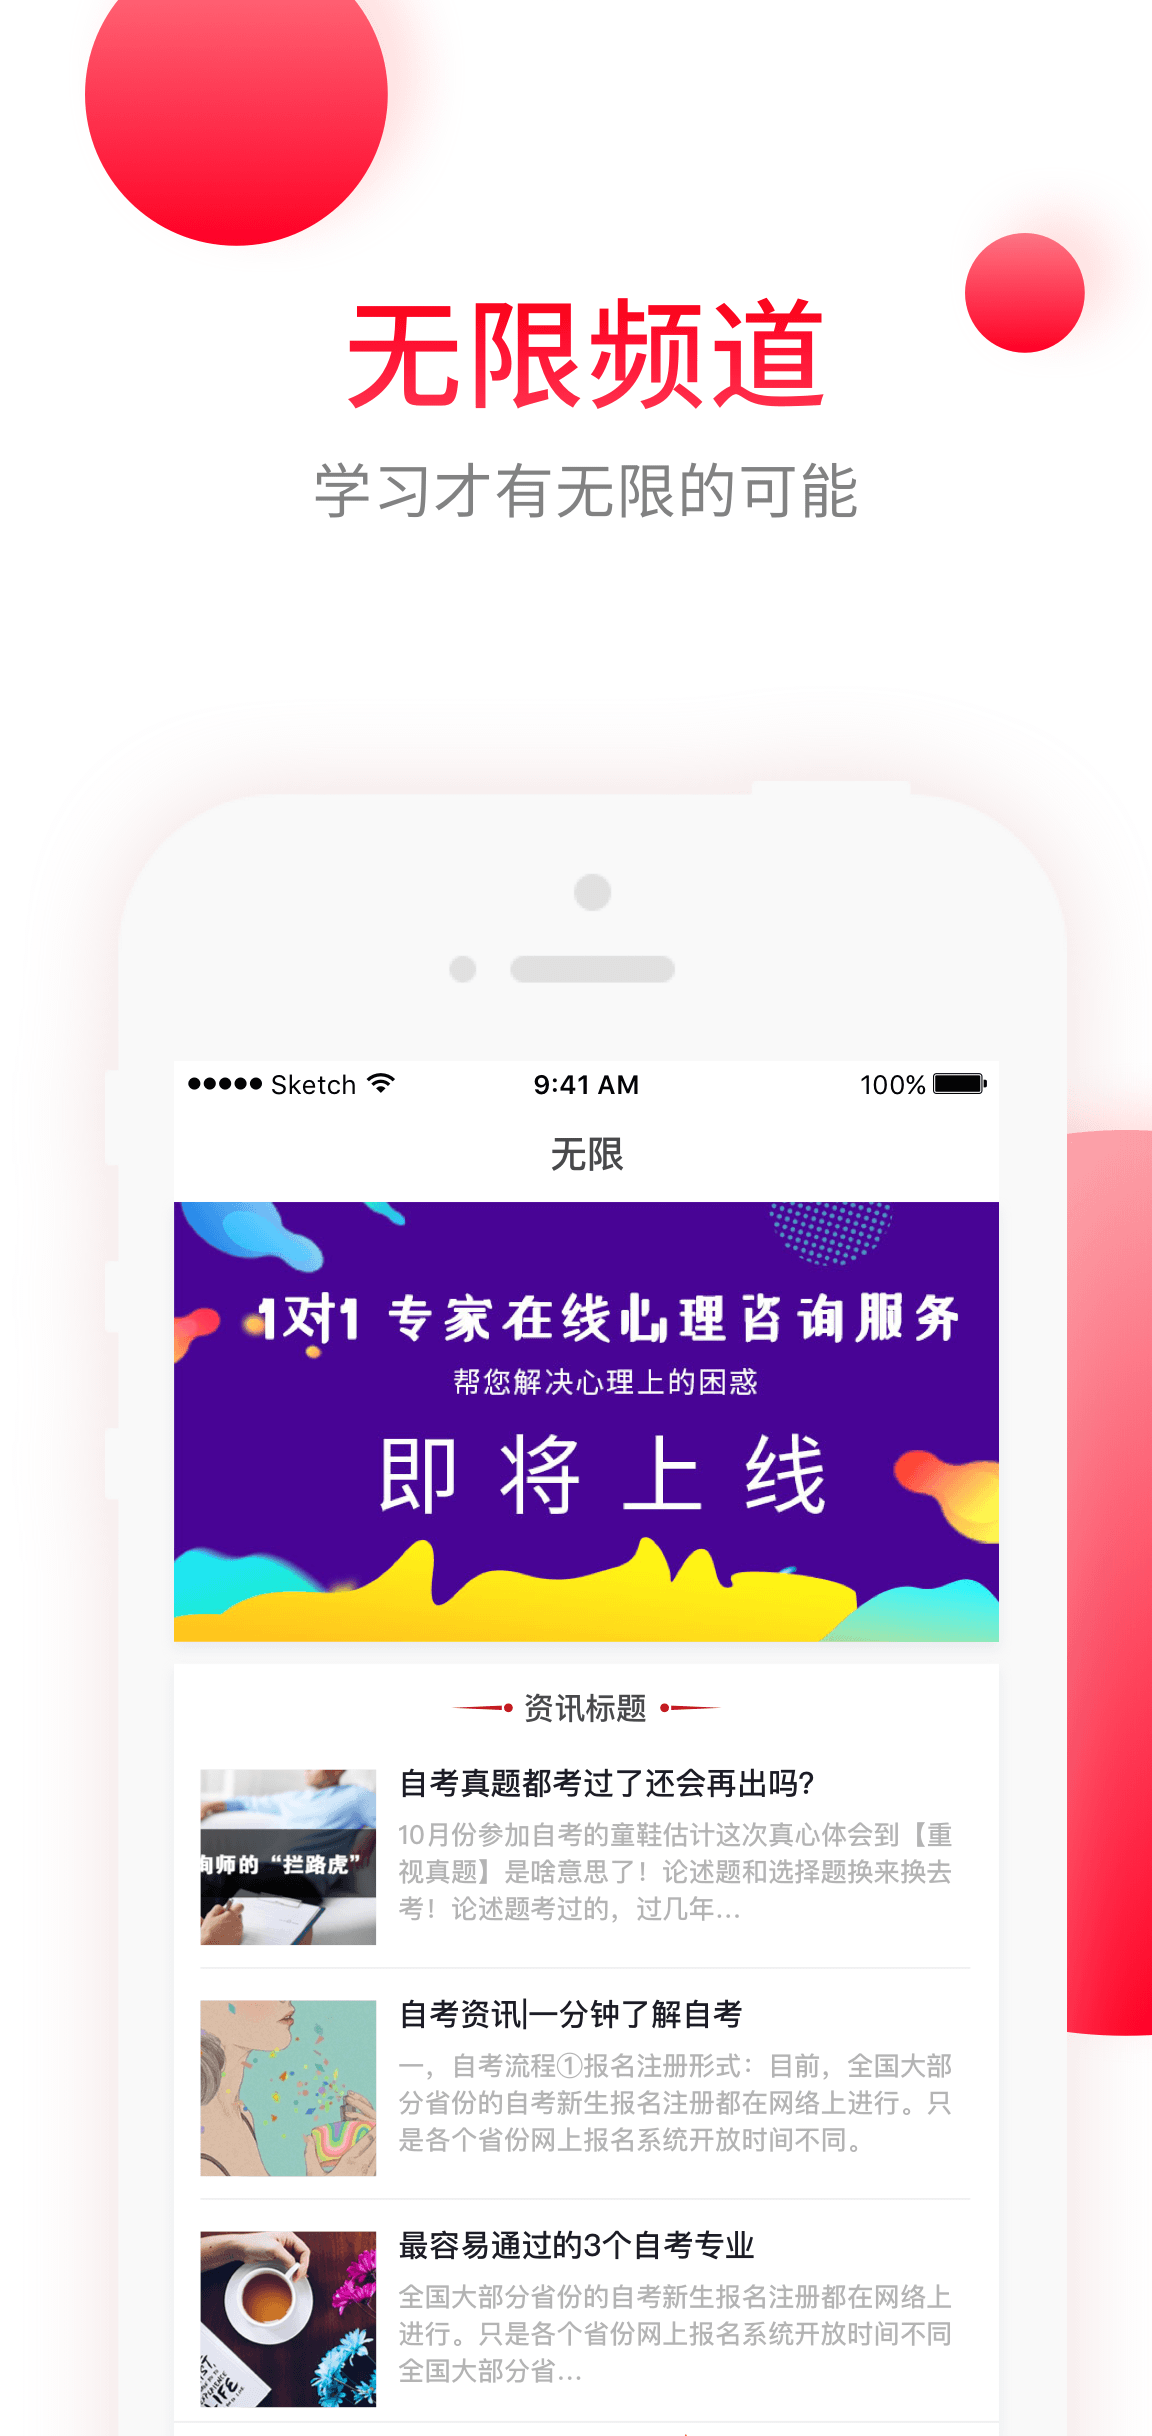 无限频道
学习才有无限的可能
Sketch
9:41 AM
100%
无限
1对1 专家在线心理咨询服务
帮您解决心理上的困惑
即将上线
资讯标题
自考真题都考过了还会再出吗?
10月份参加自考的童鞋估计这次真心体会到【重
视真题】是啥意思了！论述题和选择题换来换去
考！论述题考过的，过几年...
询师的“拦路虎”
自考资讯|一分钟了解自考
一，自考流程①报名注册形式：目前，全国大部
分省份的自考新生报名注册都在网络上进行。只
是各个省份网上报名系统开放时间不同。
最容易通过的3个自考专业
全国大部分省份的自考新生报名注册都在网络上
进行。只是各个省份网上报名系统开放时间不同
全国大部分省...
LIFE